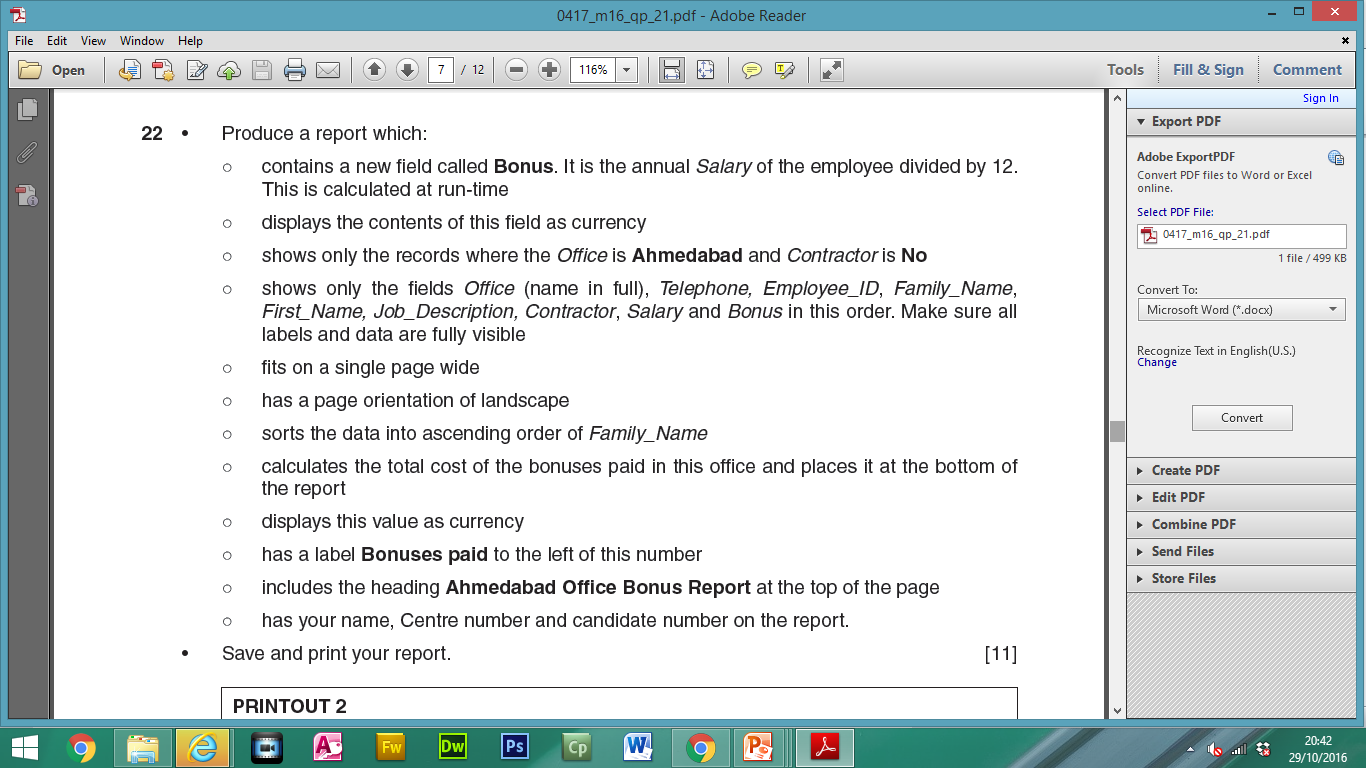 0417_m16_qp_21.pdf - Adobe Reader
File Edit View Window Help
Open 7 / 12 116% Tools Fill & Sign Comment
Sign In
22 • Produce a report which:
○ contains a new field called Bonus. It is the annual Salary of the employee divided by 12.
This is calculated at run-time
○ displays the contents of this field as currency
○ shows only the records where the Office is Ahmedabad and Contractor is No
○ shows only the fields Office (name in full), Telephone, Employee_ID, Family_Name,
First_Name, Job_Description, Contractor, Salary and Bonus in this order. Make sure all
labels and data are fully visible
○ fits on a single page wide
○ has a page orientation of landscape
○ sorts the data into ascending order of Family_Name
○ calculates the total cost of the bonuses paid in this office and places it at the bottom of
the report
○ displays this value as currency
○ has a label Bonuses paid to the left of this number
○ includes the heading Ahmedabad Office Bonus Report at the top of the page
○ has your name, Centre number and candidate number on the report.
• Save and print your report. [11]
PRINTOUT 2
Export PDF
Adobe ExportPDF
Convert PDF files to Word or Excel
online.
Select PDF File:
0417_m16_qp_21.pdf
1 file / 499 KB
Convert To:
Microsoft Word (*.docx)
Recognize Text in English(U.S.)
Change
Convert
Create PDF
Edit PDF
Combine PDF
Send Files
Store Files
Fw Dw Ps Cp
20:42
29/10/2016